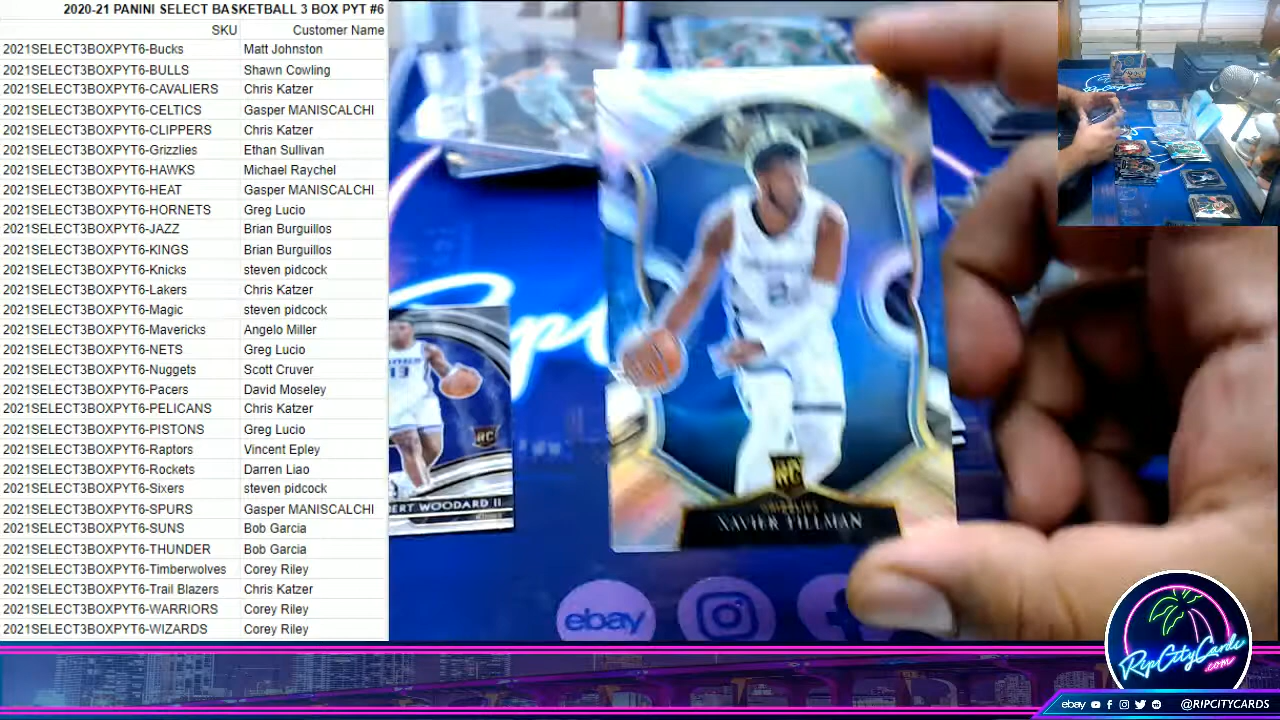 2020-21 PANINI SELECT BASKETBALL 3 BOX PYT #6
SKU Customer Name
2021SELECT3BOXPYT6-Bucks Matt Johnston
2021SELECT3BOXPYT6-BULLS Shawn Cowling
2021SELECT3BOXPYT6-CAVALIERS Chris Katzer
2021SELECT3BOXPYT6-CELTICS Gasper MANISCALCHI
2021SELECT3BOXPYT6-CLIPPERS Chris Katzer
2021SELECT3BOXPYT6-Grizzlies Ethan Sullivan
2021SELECT3BOXPYT6-HAWKS Michael Raychel
2021SELECT3BOXPYT6-HEAT Gasper MANISCALCHI
2021SELECT3BOXPYT6-HORNETS Greg Lucio
2021SELECT3BOXPYT6-JAZZ Brian Burguillos
2021SELECT3BOXPYT6-KINGS Brian Burguillos
2021SELECT3BOXPYT6-Knicks steven pidcock
2021SELECT3BOXPYT6-Lakers Chris Katzer
2021SELECT3BOXPYT6-Magic steven pidcock
2021SELECT3BOXPYT6-Mavericks Angelo Miller
2021SELECT3BOXPYT6-NETS Greg Lucio
2021SELECT3BOXPYT6-Nuggets Scott Cruver
2021SELECT3BOXPYT6-Pacers David Moseley
2021SELECT3BOXPYT6-PELICANS Chris Katzer
2021SELECT3BOXPYT6-PISTONS Greg Lucio
2021SELECT3BOXPYT6-Raptors Vincent Epley
2021SELECT3BOXPYT6-Rockets Darren Liao
2021SELECT3BOXPYT6-Sixers steven pidcock
2021SELECT3BOXPYT6-SPURS Gasper MANISCALCHI
2021SELECT3BOXPYT6-SUNS Bob Garcia
2021SELECT3BOXPYT6-THUNDER Bob Garcia
2021SELECT3BOXPYT6-Timberwolves Corey Riley
2021SELECT3BOXPYT6-Trail Blazers Chris Katzer
2021SELECT3BOXPYT6-WARRIORS Corey Riley
2021SELECT3BOXPYT6-WIZARDS Corey Riley
13
RC
ERT WOODARD II
RC
GRIZZLIES
XAVIER TILLMAN
ebay
RipCityCards
.com
ebay @RIPCITYCARDS